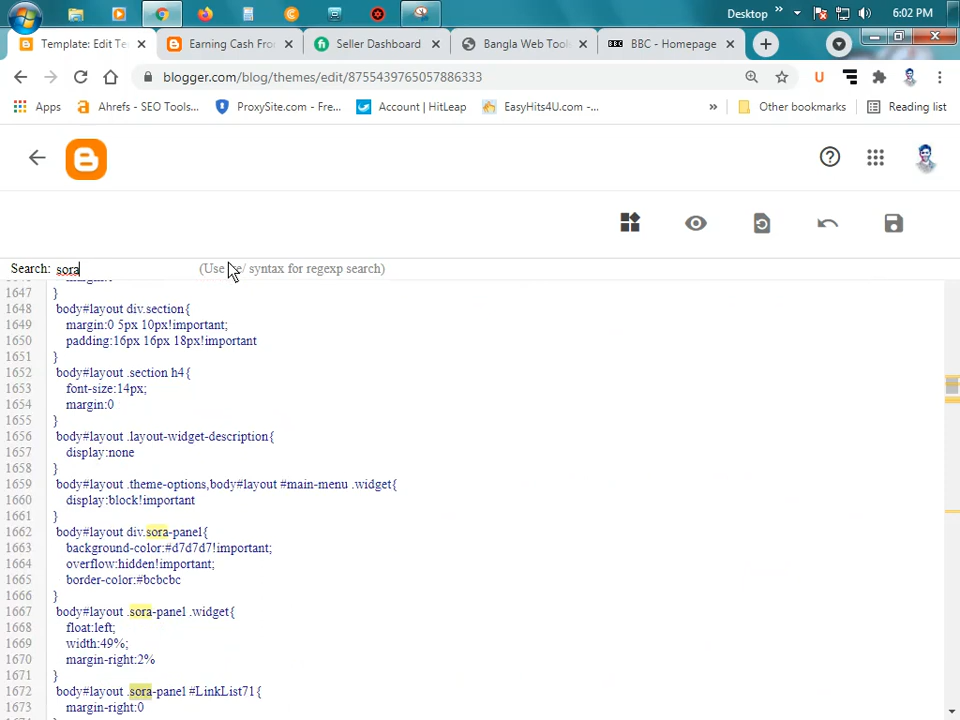 Desktop
»
6:02 PM
Template: Edit Te
Earning Cash Fro
Seller Dashboard
Bangla Web Tool
BBC - Homepage
blogger.com/blog/themes/edit/8755439765057886333
U
Apps
Ahrefs - SEO Tools...
ProxySite.com - Fre...
Account | HitLeap
EasyHits4U.com -...
»
Other bookmarks
Reading list
Search: sora
(Use syntax for regexp search)
1647 }
1648 body#layout div.section{
1649 margin:0 5px 10px!important;
1650 padding:16px 16px 18px!important
1651 }
1652 body#layout .section h4{
1653 font-size:14px;
1654 margin:0
1655 }
1656 body#layout .layout-widget-description{
1657 display:none
1658 }
1659 body#layout .theme-options,body#layout #main-menu .widget{
1660 display:block!important
1661 }
1662 body#layout div.sora-panel{
1663 background-color:#d7d7d7!important;
1664 overflow:hidden!important;
1665 border-color:#bcbcbc
1666 }
1667 body#layout .sora-panel .widget{
1668 float:left;
1669 width:49%;
1670 margin-right:2%
1671 }
1672 body#layout .sora-panel #LinkList71{
1673 margin-right:0